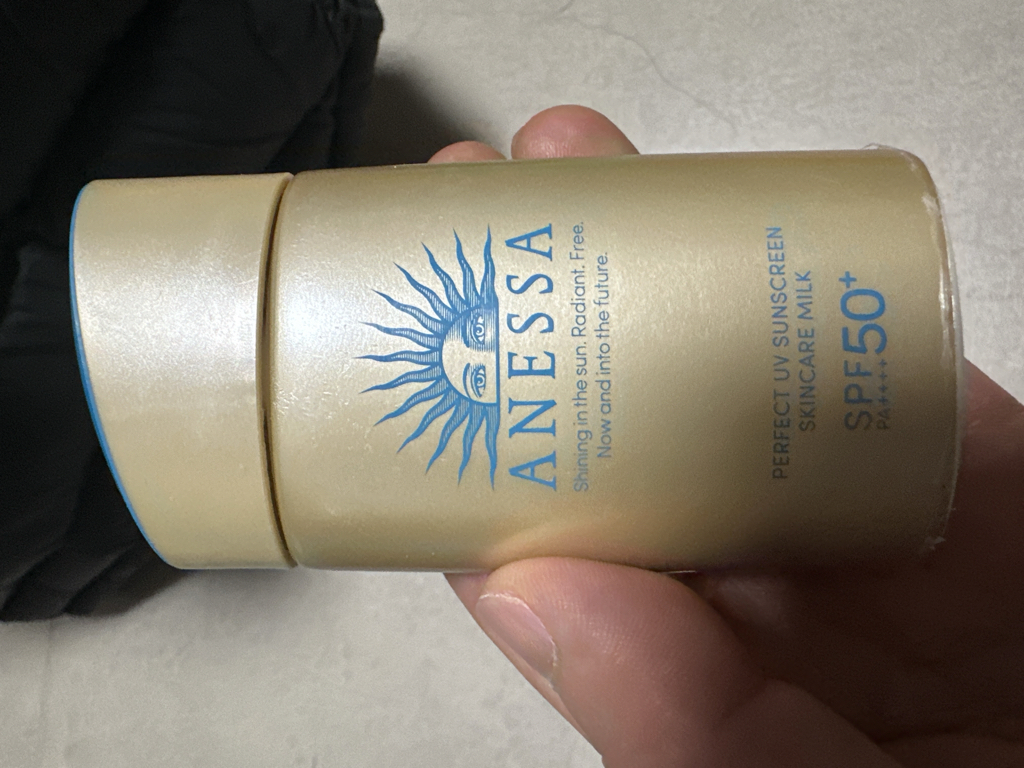 ANESSA
Shining in the sun. Radiant. Free.
Now and into the future.
PERFECT UV SUNSCREEN
SKINCARE MILK
SPF50+
PA++++